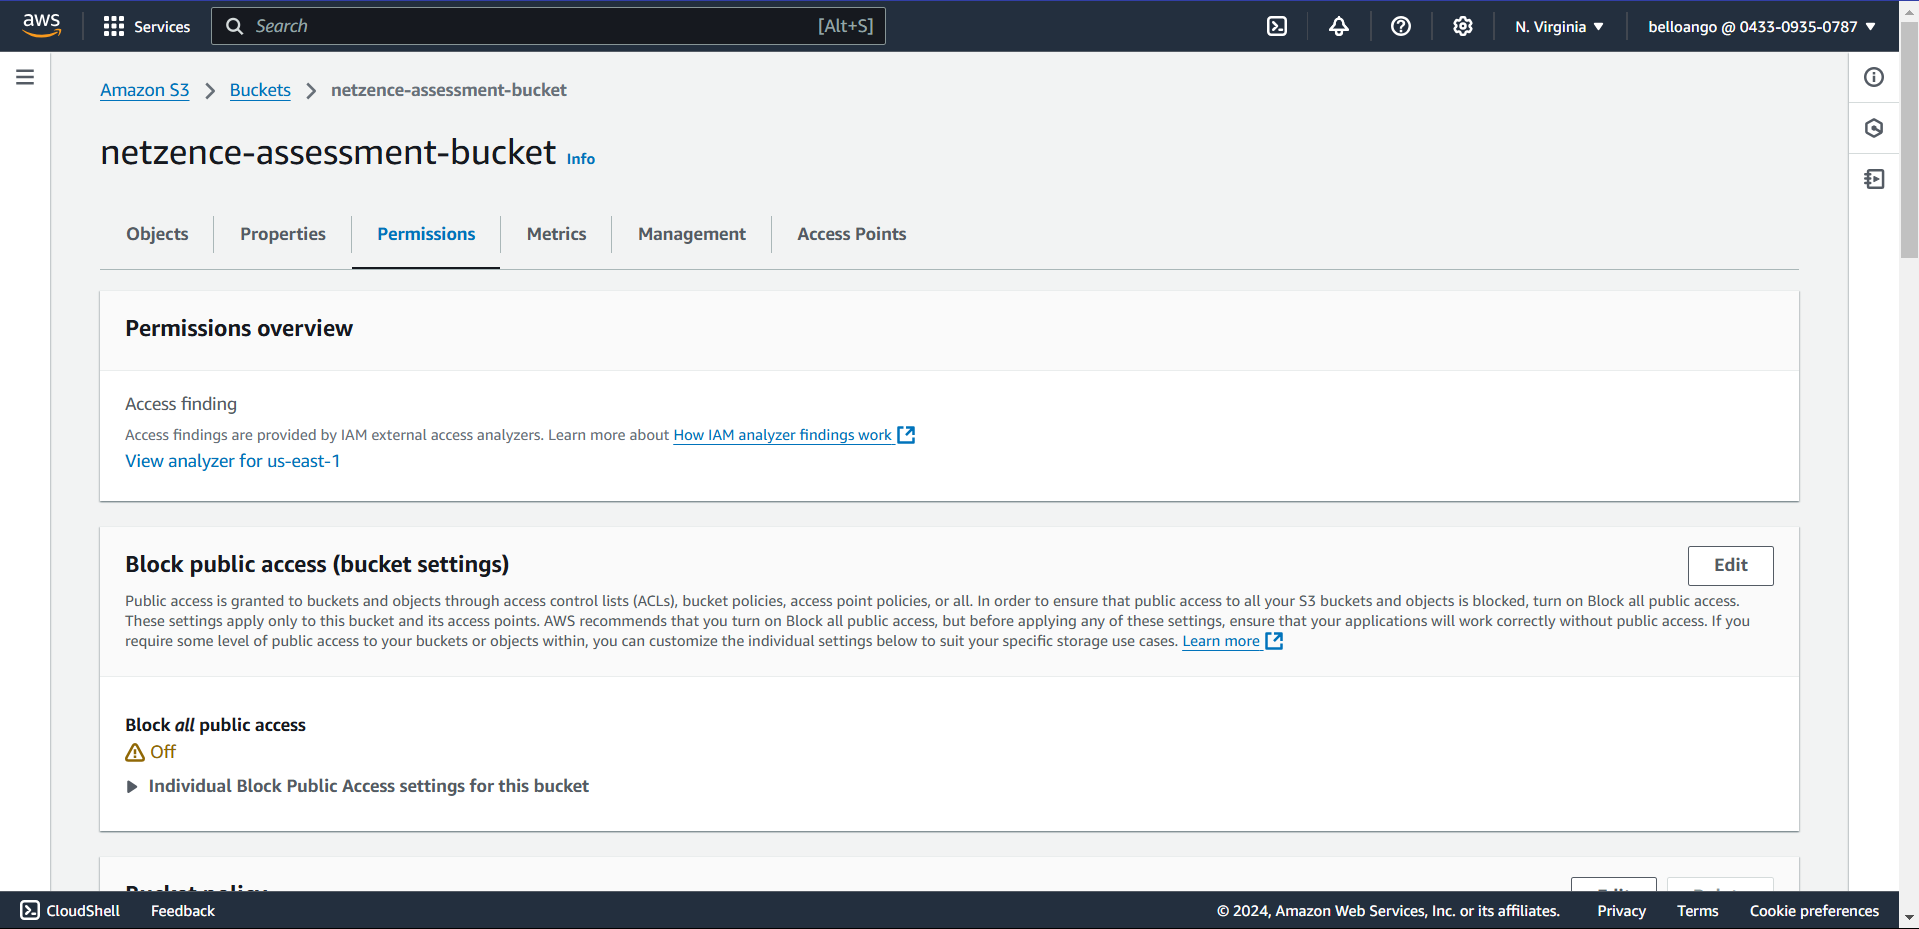 aws
Services
Search
[Alt+S]
N. Virginia
belloango @ 0433-0935-0787
Amazon S3
Buckets
netzence-assessment-bucket
netzence-assessment-bucket Info
Objects
Properties
Permissions
Metrics
Management
Access Points
Permissions overview
Access finding
Access findings are provided by IAM external access analyzers. Learn more about How IAM analyzer findings work
View analyzer for us-east-1
Block public access (bucket settings)
Edit
Public access is granted to buckets and objects through access control lists (ACLs), bucket policies, access point policies, or all. In order to ensure that public access to all your S3 buckets and objects is blocked, turn on Block all public access.
These settings apply only to this bucket and its access points. AWS recommends that you turn on Block all public access, but before applying any of these settings, ensure that your applications will work correctly without public access. If you
require some level of public access to your buckets or objects within, you can customize the individual settings below to suit your specific storage use cases. Learn more
Block all public access
Off
Individual Block Public Access settings for this bucket
Bucket policy
Edit
CloudShell
Feedback
© 2024, Amazon Web Services, Inc. or its affiliates.
Privacy
Terms
Cookie preferences